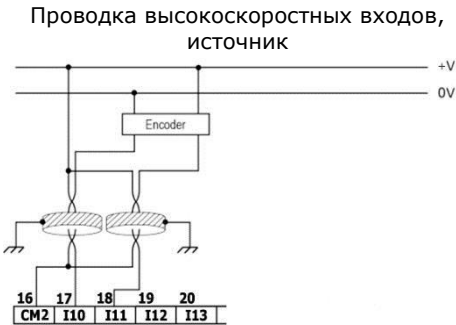 Проводка высокоскоростных входов,
источник
+V
0V
Encoder
16 17 18 19 20
CM2 I10 I11 I12 I13